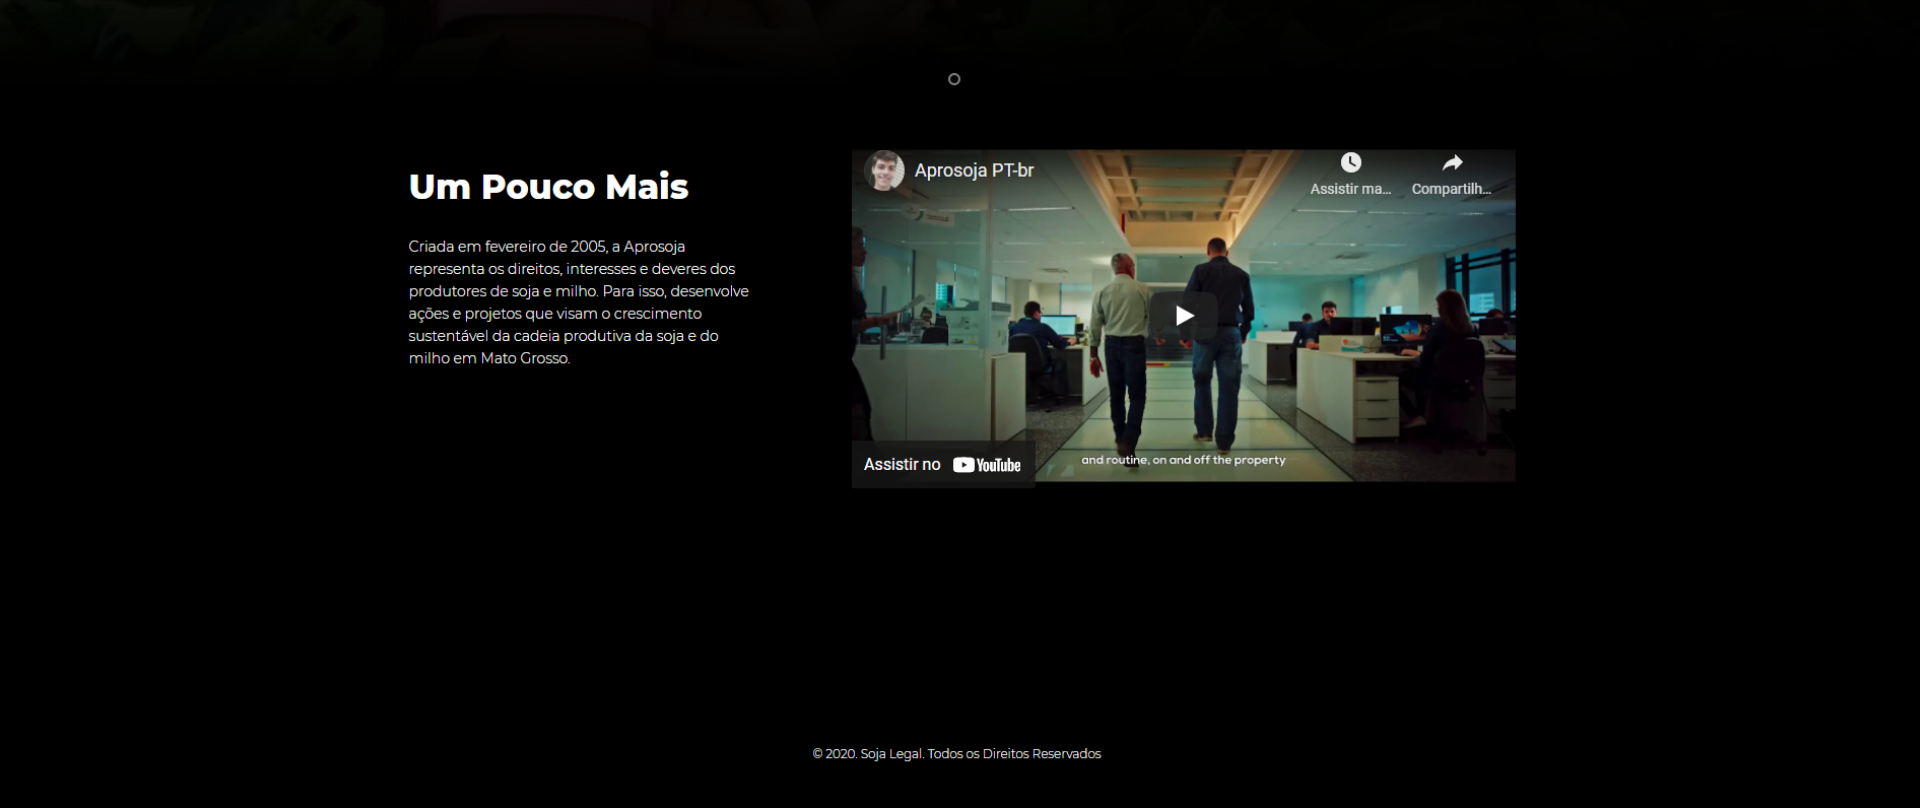 Um Pouco Mais
Criada em fevereiro de 2005, a Aprosoja
representa os direitos, interesses e deveres dos
produtores de soja e milho. Para isso, desenvolve
ações e projetos que visam o crescimento
sustentável da cadeia produtiva da soja e do
milho em Mato Grosso.
Aprosoja PT-br
Assistir ma...
Compartilh...
and routine, on and off the property
Assistir no YouTube
© 2020. Soja Legal. Todos os Direitos Reservados